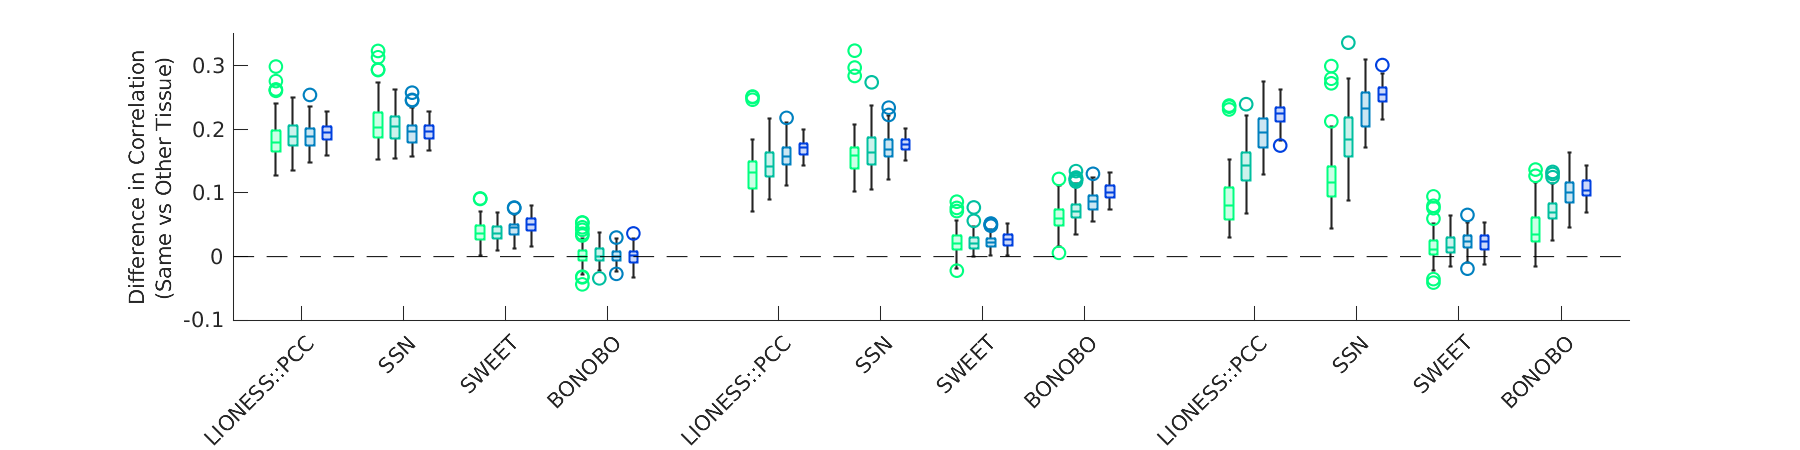 Difference in Correlation
(Same vs Other Tissue)
0.3
0.2
0.1
0
-0.1
LIONESS::PCC
SSN
SWEET
BONOBO
LIONESS::PCC
SSN
SWEET
BONOBO
LIONESS::PCC
SSN
SWEET
BONOBO